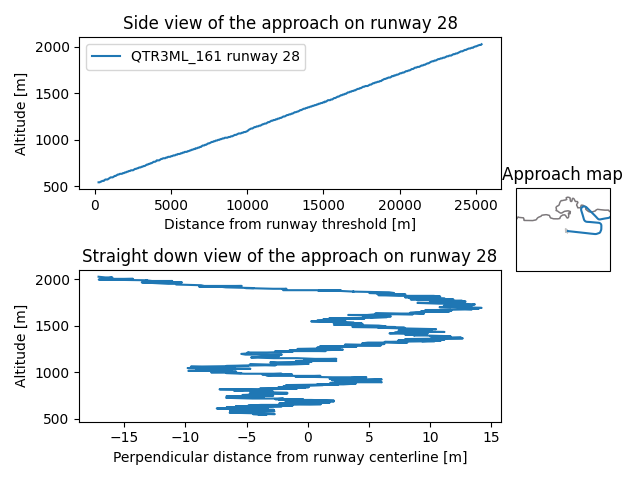 Side view of the approach on runway 28
QTR3ML_161 runway 28
Altitude [m]
2000
1500
1000
500
0
5000
10000
15000
20000
25000
Distance from runway threshold [m]
Approach map
Straight down view of the approach on runway 28
Altitude [m]
2000
1500
1000
500
−15
−10
−5
0
5
10
15
Perpendicular distance from runway centerline [m]